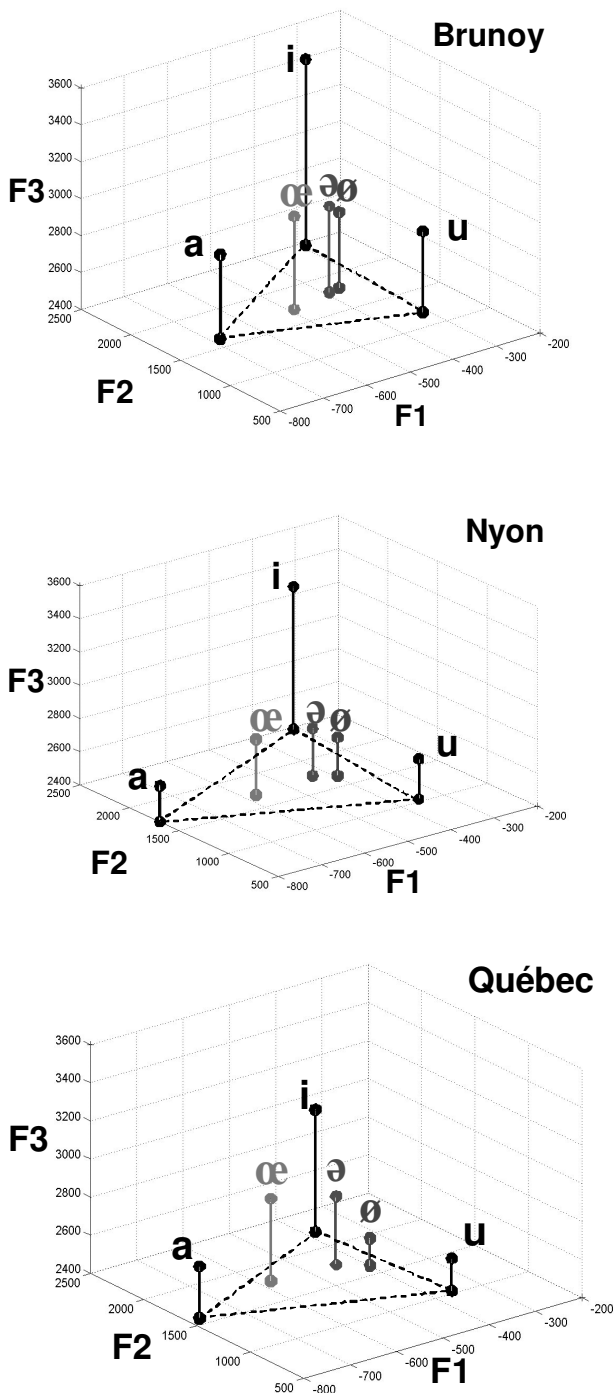 Brunoy
i
3600
3400
3200
3000
2800
2600
2400
F3
œ
ə
ø
a
u
2500
2000
1500
1000
500
F2
-800
-700
-600
-500
-400
-300
-200
F1
Nyon
i
3600
3400
3200
3000
2800
2600
2400
F3
œ
ə
ø
a
u
2500
2000
1500
1000
500
F2
-800
-700
-600
-500
-400
-300
-200
F1
Québec
i
3600
3400
3200
3000
2800
2600
2400
F3
œ
ə
ø
a
u
2500
2000
1500
1000
500
F2
-800
-700
-600
-500
-400
-300
-200
F1